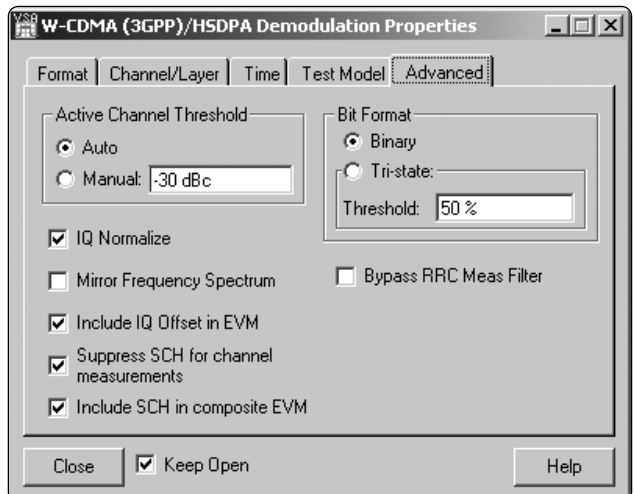 VSA
W-CDMA (3GPP)/HSDPA Demodulation Properties
Format
Channel/Layer
Time
Test Model
Advanced
Active Channel Threshold
Auto
Manual: -30 dBc
Bit Format
Binary
Tri-state:
Threshold: 50 %
IQ Normalize
Mirror Frequency Spectrum
Bypass RRC Meas Filter
Include IQ Offset in EVM
Suppress SCH for channel
measurements
Include SCH in composite EVM
Close
Keep Open
Help